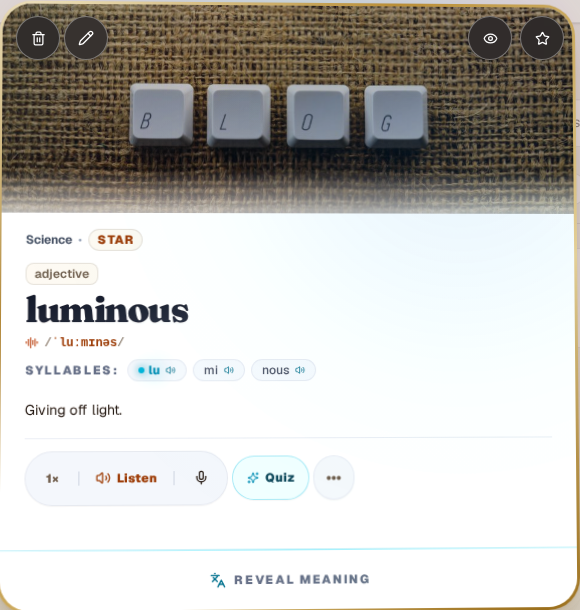 B L O G
Science · STAR
adjective
luminous
/ˈluːmɪnəs/
SYLLABLES: lu mi nous
Giving off light.
1× Listen Quiz •••
REVEAL MEANING